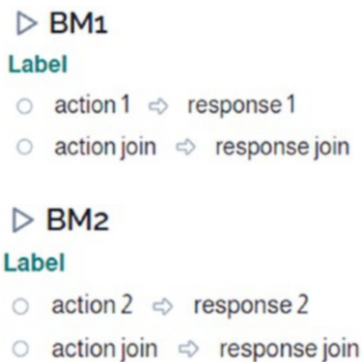 ▷ BM1
Label
○ action 1 ⇨ response 1
○ action join ⇨ response join
▷ BM2
Label
○ action 2 ⇨ response 2
○ action join ⇨ response join